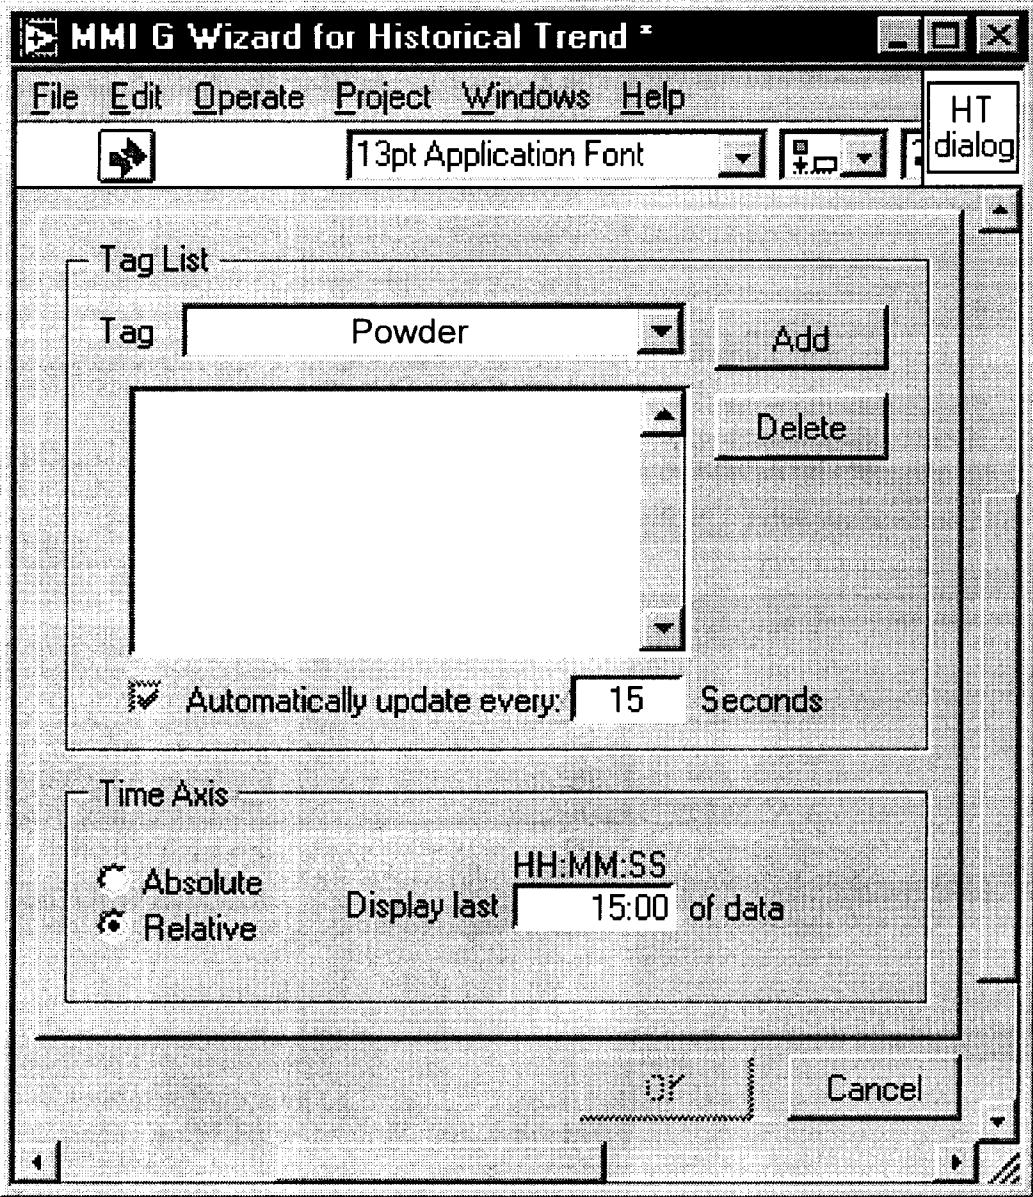 MMI G Wizard for Historical Trend *
File Edit Operate Project Windows Help
HT
dialog
13pt Application Font
Tag List
Tag Powder Add
Delete
Automatically update every: 15 Seconds
Time Axis
HH:MM:SS
Absolute
Display last 15:00 of data
Relative
OK Cancel